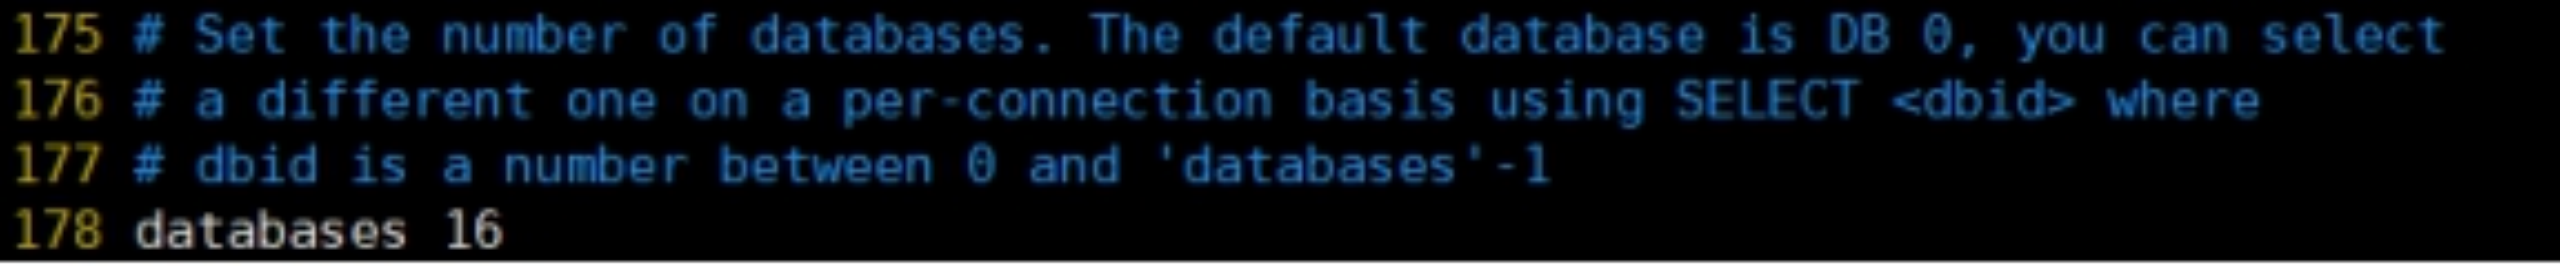 175 # Set the number of databases. The default database is DB 0, you can select
176 # a different one on a per-connection basis using SELECT <dbid> where
177 # dbid is a number between 0 and 'databases'-1
178 databases 16